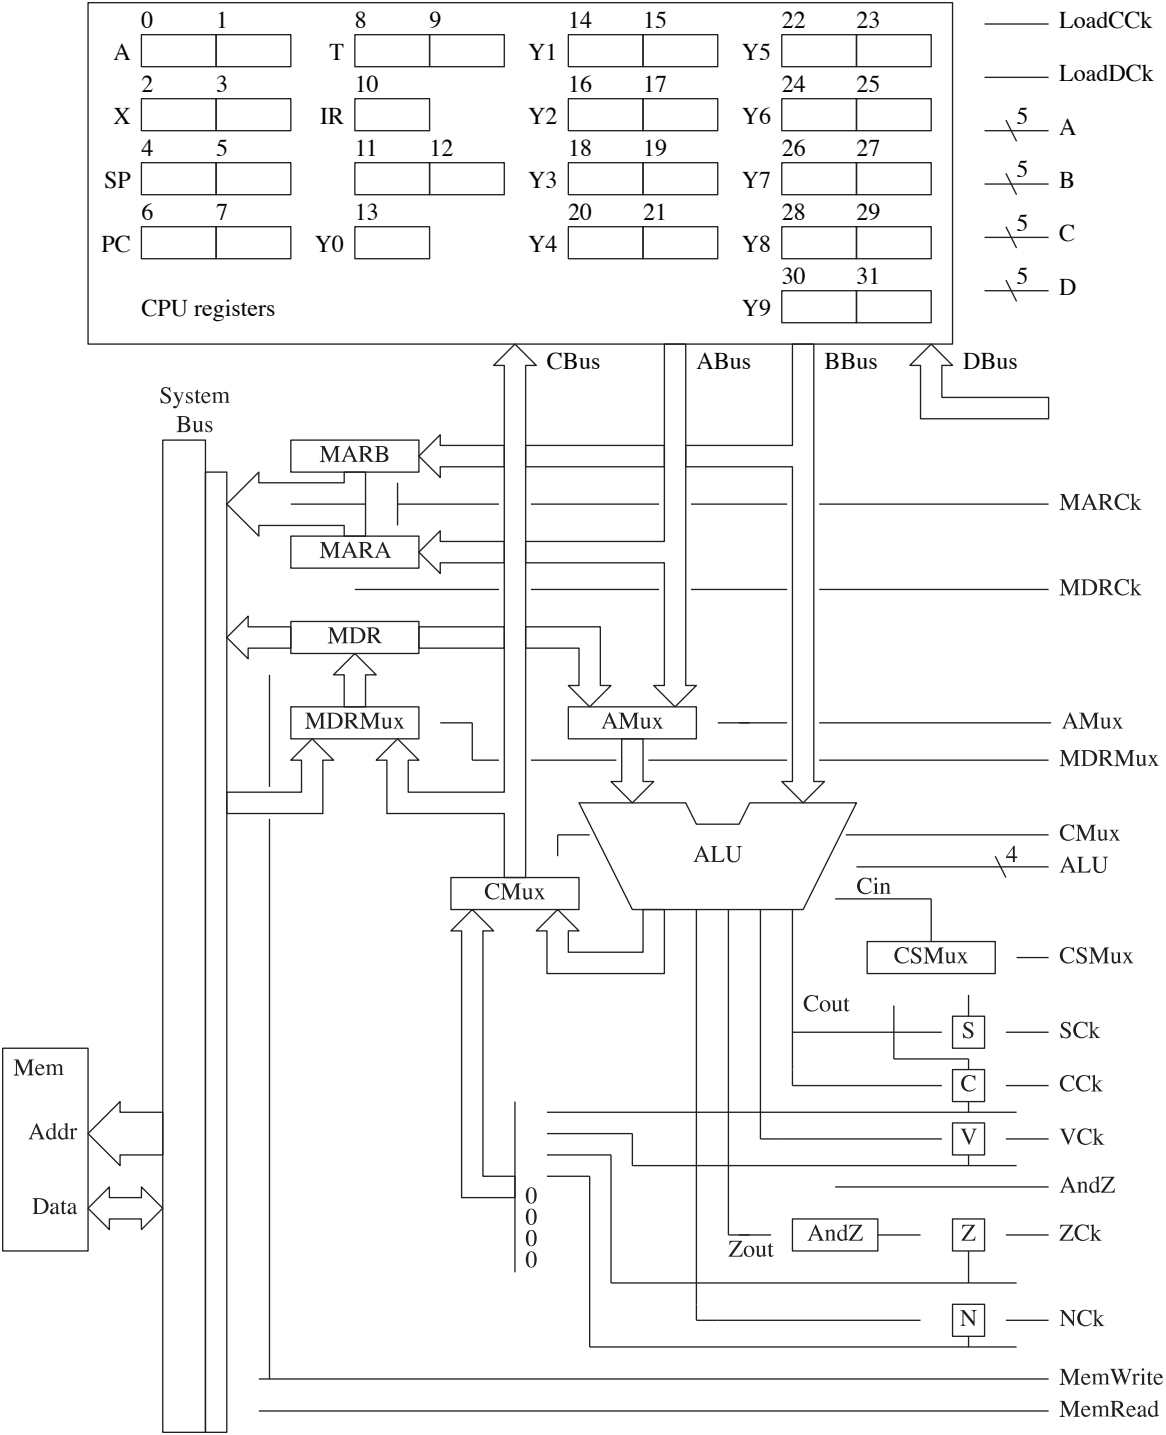 0 1 8 9 14 15 22 23 LoadCCk
A T Y1 Y5
LoadDCk
2 3 10 16 17 24 25
X IR Y2 Y6 5 A
4 5 11 12 18 19 26 27
SP Y3 Y7 5 B
6 7 13 20 21 28 29
PC Y0 Y4 Y8 5 C
30 31 5 D
CPU registers Y9
CBus ABus BBus DBus
System
Bus
MARB
MARCk
MARA
MDRCk
MDR
MDRMux AMux AMux
MDRMux
CMux
ALU 4 ALU
CMux Cin
CSMux CSMux
Cout
S SCk
Mem C CCk
Addr V VCk
AndZ
Data 0
0
Zout AndZ Z ZCk
0
0
N NCk
MemWrite
MemRead